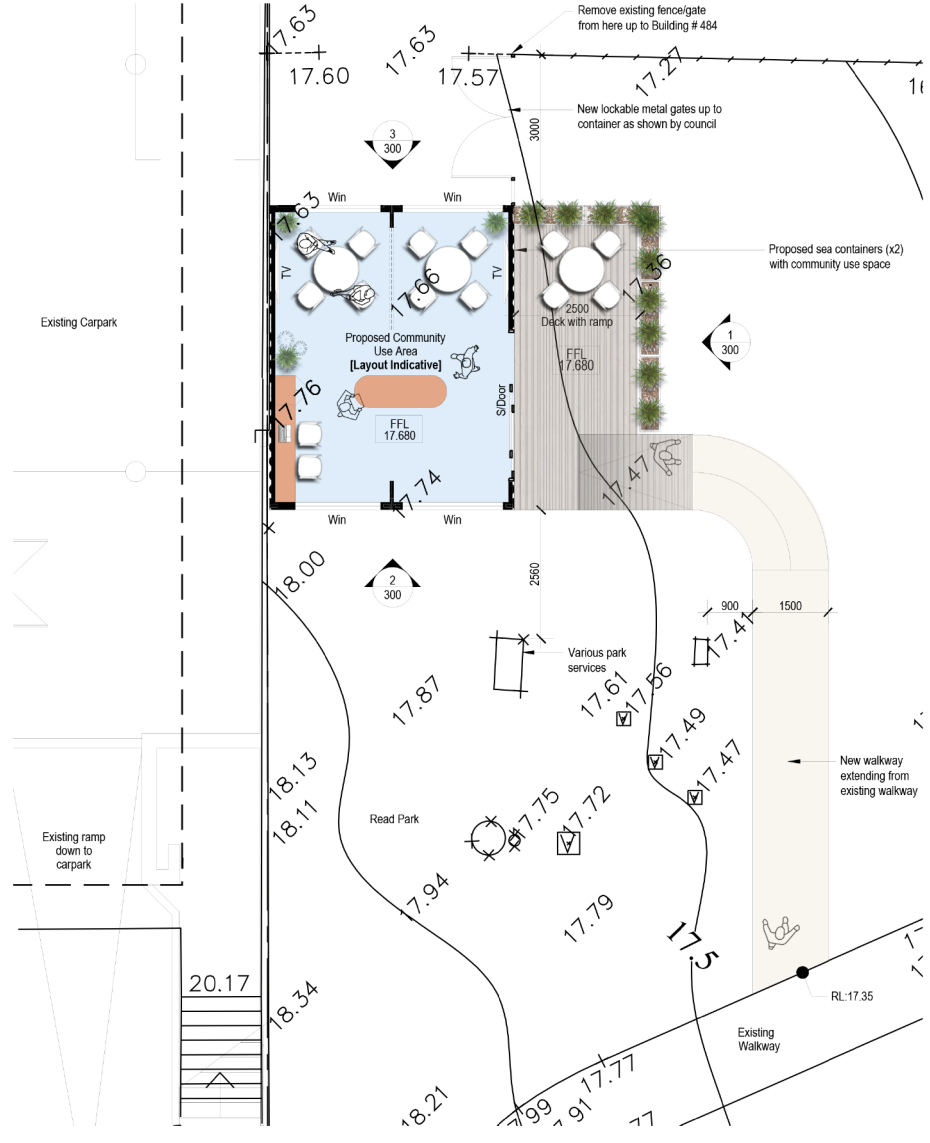 Remove existing fence/gate
from here up to Building # 484
17.63
17.63
17.60
17.57
17.27
New lockable metal gates up to
container as shown by council
3000
3
300
Win
Win
17.63
TV
TV
17.66
17.36
Proposed sea containers (x2)
with community use space
2500
Deck with ramp
Existing Carpark
Proposed Community
Use Area
[Layout Indicative]
FFL
17.680
1
300
17.76
S/Door
FFL
17.680
17.47
17.74
Win
Win
18.00
2
300
2560
900
1500
17.41
Various park
services
17.61
17.56
17.87
17.49
17.47
18.13
New walkway
extending from
existing walkway
18.11
Read Park
17.75
17.72
Existing ramp
down to
carpark
17.94
17.79
17.5
20.17
18.34
RL:17.35
Existing
Walkway
17.77
18.21